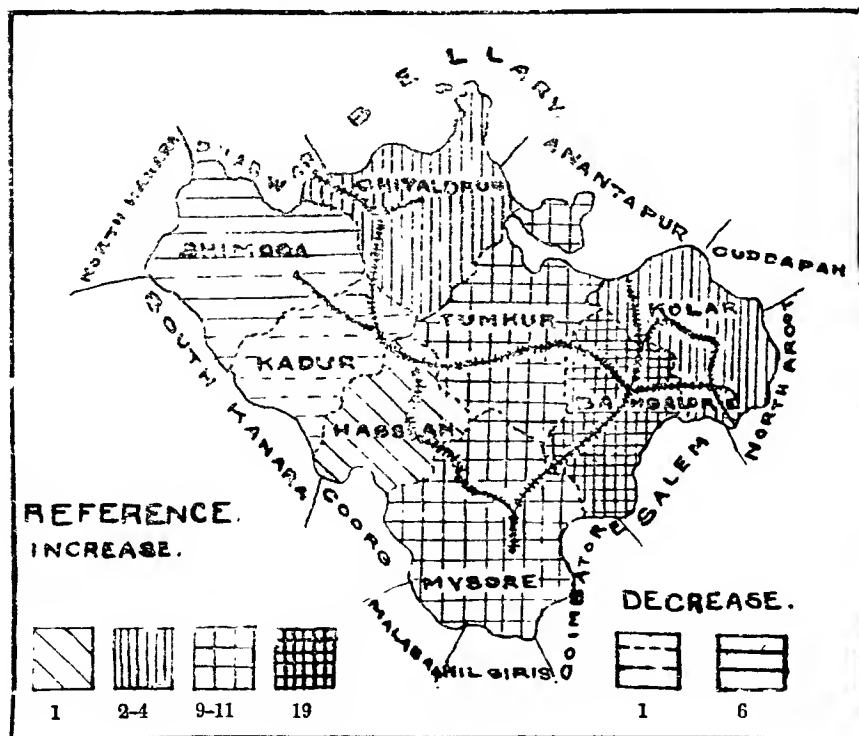 BELLARY
DHARWAR
ANANTAPUR
NORTH KANARA
CHITALDRUG
CUDDAPAH
SHIMOGA
KOLAR
TUMKUR
NORTH ARCOT
SOUTH KANARA
KADUR
BANGALORE
HASSAN
SALEM
COORG
COIMBATORE
MYSORE
MALABAR
NILGIRIS
REFERENCE.
INCREASE.
1 2-4 9-11 19
DECREASE.
1 6